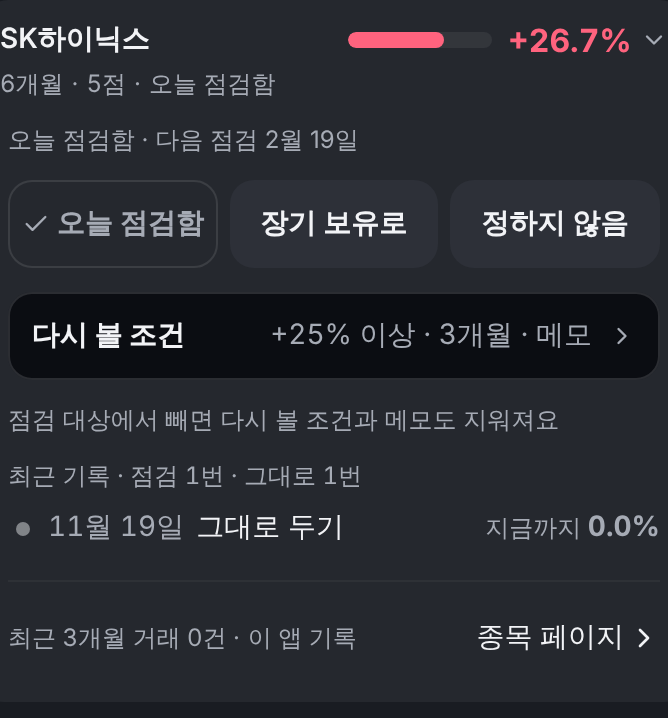 SK하이닉스 +26.7%
6개월 · 5점 · 오늘 점검함
오늘 점검함 · 다음 점검 2월 19일
오늘 점검함 장기 보유로 정하지 않음
다시 볼 조건 +25% 이상 · 3개월 · 메모
점검 대상에서 빼면 다시 볼 조건과 메모도 지워져요
최근 기록 · 점검 1번 · 그대로 1번
11월 19일 그대로 두기 지금까지 0.0%
최근 3개월 거래 0건 · 이 앱 기록 종목 페이지